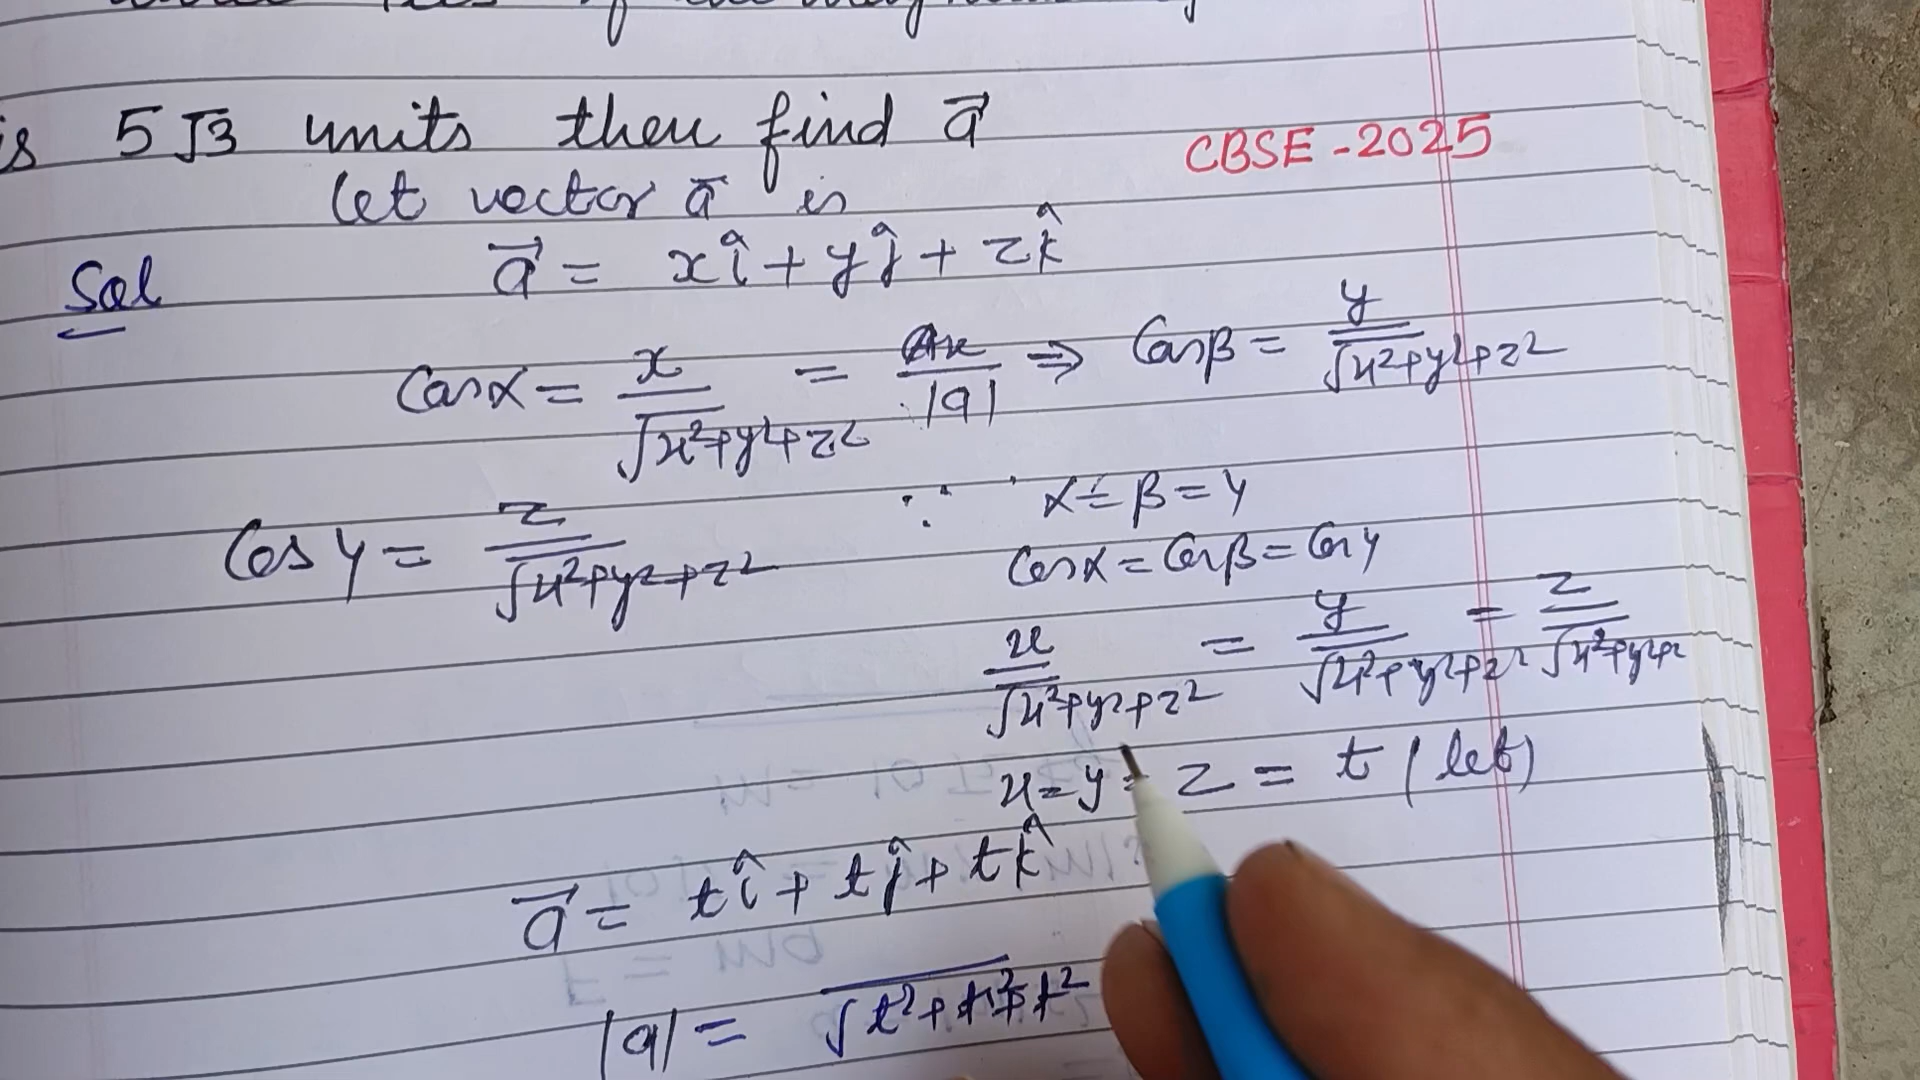 is 5√3 units then find a⃗
CBSE-2025
let vector a⃗ is
Sol
a⃗ = xî + yĵ + zk̂
Cosα = x/√x²+y²+z² = /|a| ⇒ Cosβ = y/√x²+y²+z²
Cos γ = z/√x²+y²+z²
∵ α = β = γ
Cosα = Cosβ = Cosγ
x/√x²+y²+z² = y/√x²+y²+z² = z/√x²+y²+z
x = y = z = t (let)
a⃗ = tî + tĵ + tk̂
|a| = √t²+t²+t²